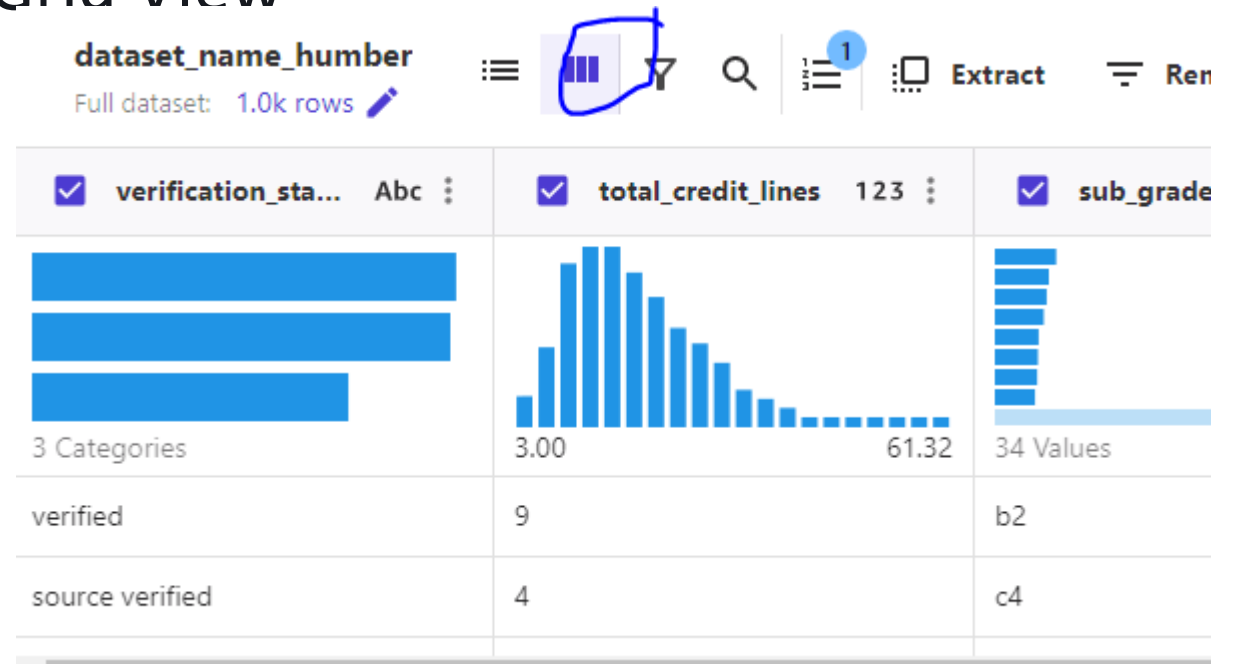 View
dataset_name_humber
1
Extract
Full dataset: 1.0k rows
verification_sta... Abc
total_credit_lines 123
sub_grade
3 Categories
3.00 61.32
34 Values
verified 9 b2
source verified 4 c4